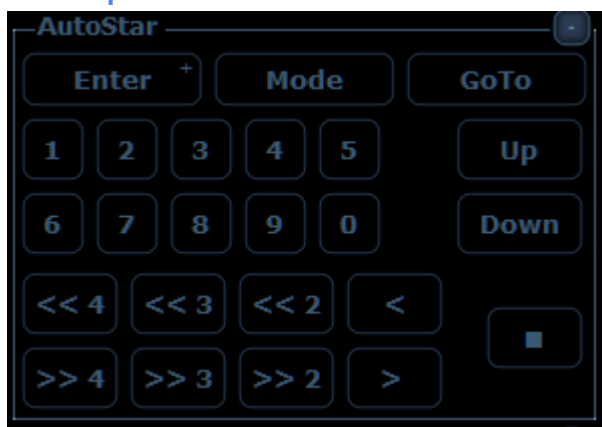 AutoStar -
Enter + Mode GoTo
1 2 3 4 5 Up
6 7 8 9 0 Down
<< 4 << 3 << 2 <
■
>> 4 >> 3 >> 2 >